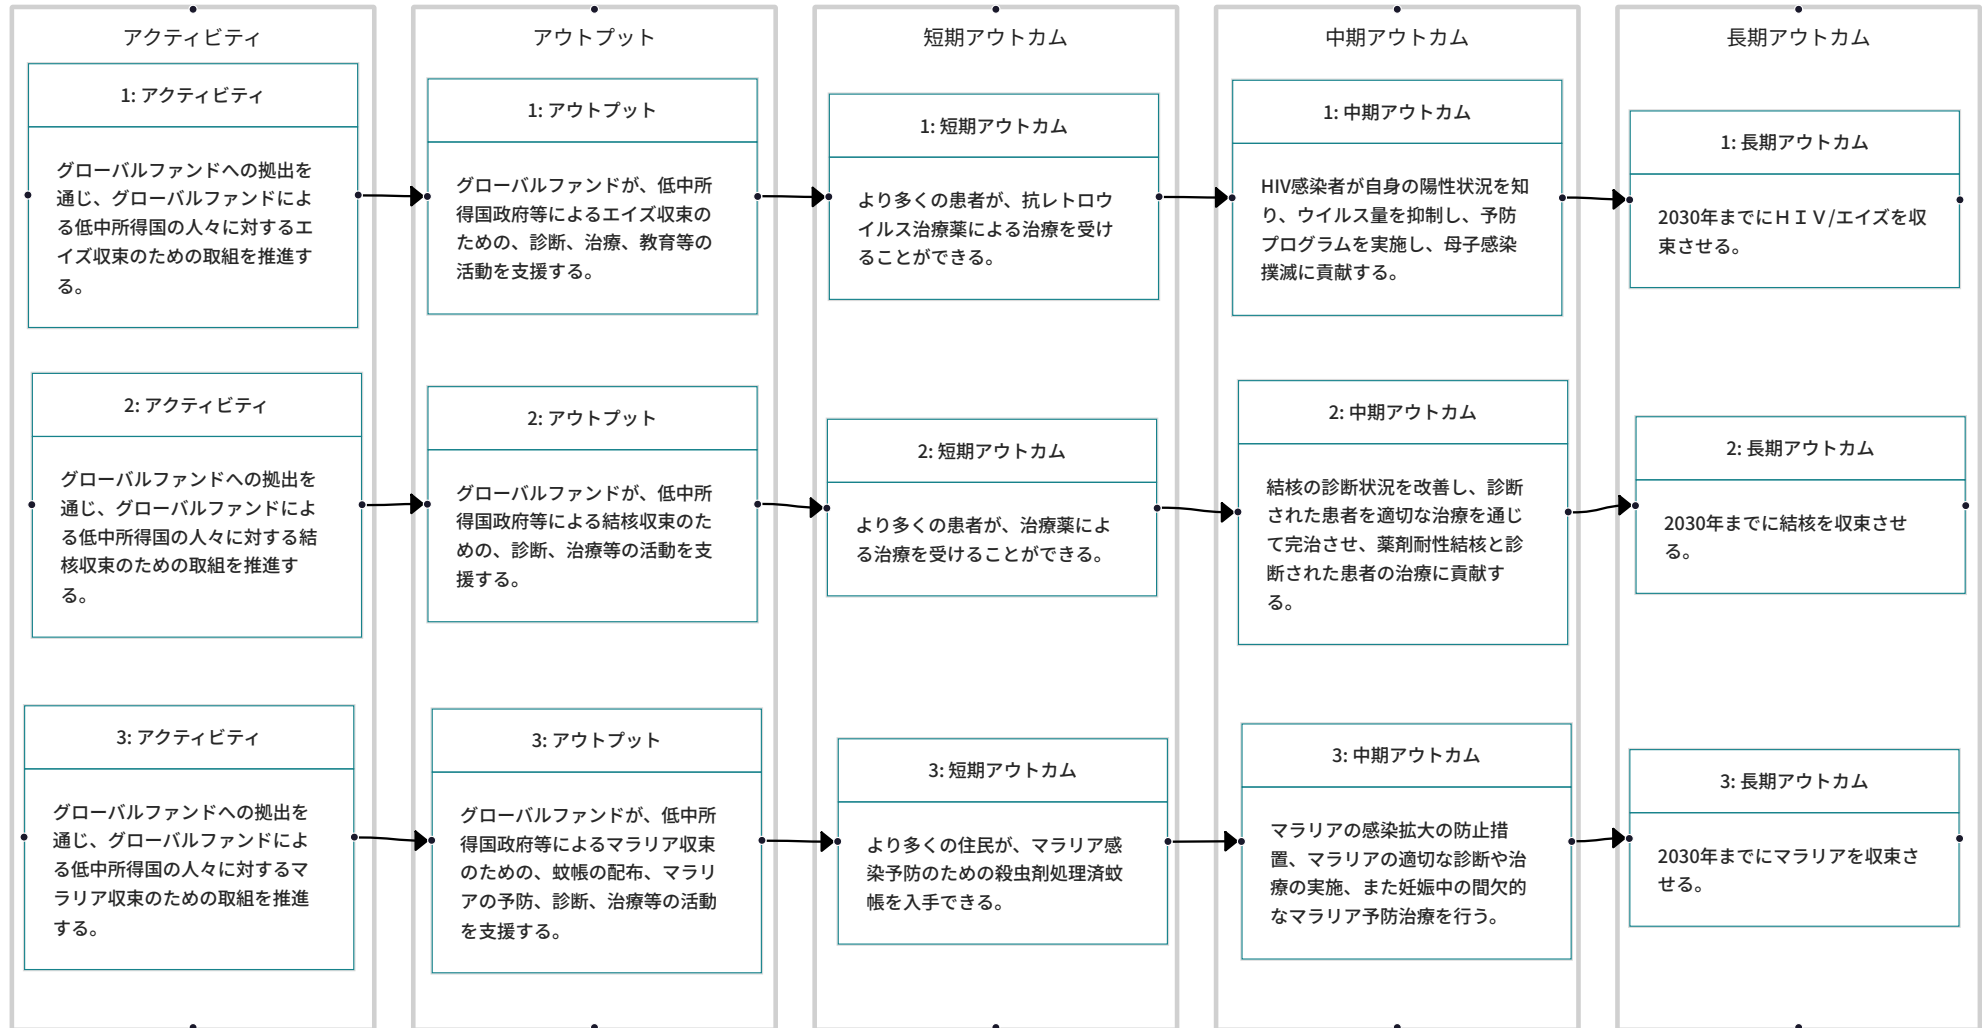 アクティビティ
アウトプット
短期アウトカム
中期アウトカム
長期アウトカム
1: アクティビティ
グローバルファンドへの拠出を
通じ、グローバルファンドによ
る低中所得国の人々に対するエ
イズ収束のための取組を推進す
る。
1: アウトプット
グローバルファンドが、低中所
得国政府等によるエイズ収束の
ための、診断、治療、教育等の
活動を支援する。
1: 短期アウトカム
より多くの患者が、抗レトロウ
イルス治療薬による治療を受け
ることができる。
1: 中期アウトカム
HIV感染者が自身の陽性状況を知
り、ウイルス量を抑制し、予防
プログラムを実施し、母子感染
撲滅に貢献する。
1: 長期アウトカム
2030年までにＨＩＶ/エイズを収
束させる。
2: アクティビティ
グローバルファンドへの拠出を
通じ、グローバルファンドによ
る低中所得国の人々に対する結
核収束のための取組を推進す
る。
2: アウトプット
グローバルファンドが、低中所
得国政府等による結核収束のた
めの、診断、治療等の活動を支
援する。
2: 短期アウトカム
より多くの患者が、治療薬によ
る治療を受けることができる。
2: 中期アウトカム
結核の診断状況を改善し、診断
された患者を適切な治療を通じ
て完治させ、薬剤耐性結核と診
断された患者の治療に貢献す
る。
2: 長期アウトカム
2030年までに結核を収束させ
る。
3: アクティビティ
グローバルファンドへの拠出を
通じ、グローバルファンドによ
る低中所得国の人々に対するマ
ラリア収束のための取組を推進
する。
3: アウトプット
グローバルファンドが、低中所
得国政府等によるマラリア収束
のための、蚊帳の配布、マラリ
アの予防、診断、治療等の活動
を支援する。
3: 短期アウトカム
より多くの住民が、マラリア感
染予防のための殺虫剤処理済蚊
帳を入手できる。
3: 中期アウトカム
マラリアの感染拡大の防止措
置、マラリアの適切な診断や治
療の実施、また妊娠中の間欠的
なマラリア予防治療を行う。
3: 長期アウトカム
2030年までにマラリアを収束さ
せる。